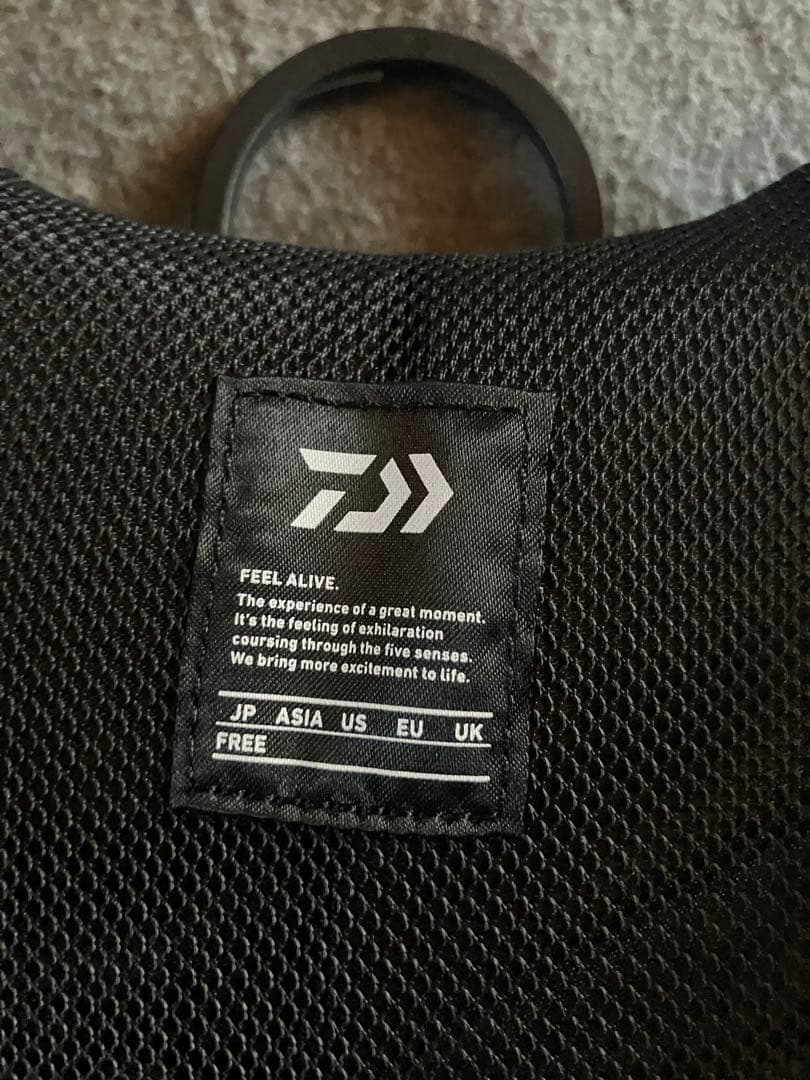 FEEL ALIVE.
The experience of a great moment.
It's the feeling of exhilaration
coursing through the five senses.
We bring more excitement to life.
JP ASIA US EU UK
FREE